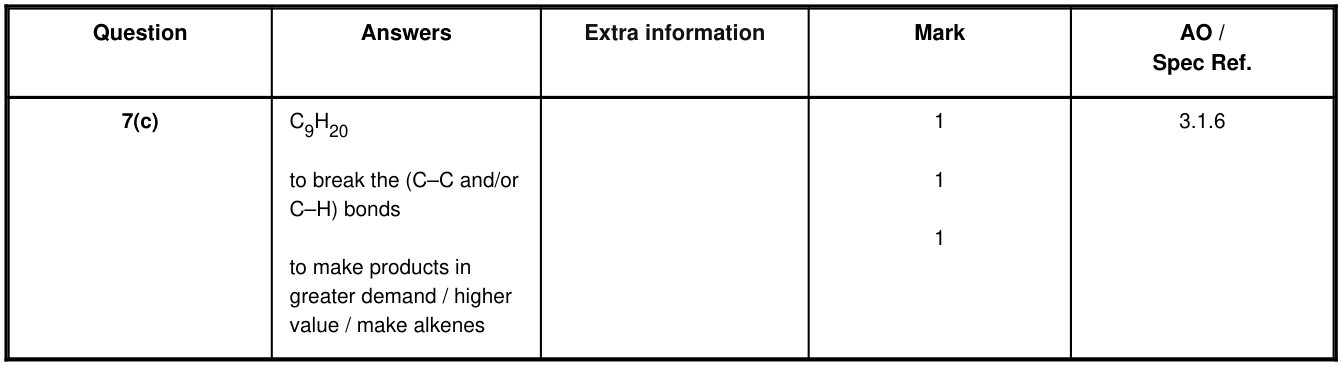 Question Answers Extra information Mark AO /
Spec Ref.
7(c) C₉H₂₀ 1 3.1.6
to break the (C–C and/or 1
C–H) bonds
1
to make products in
greater demand / higher
value / make alkenes